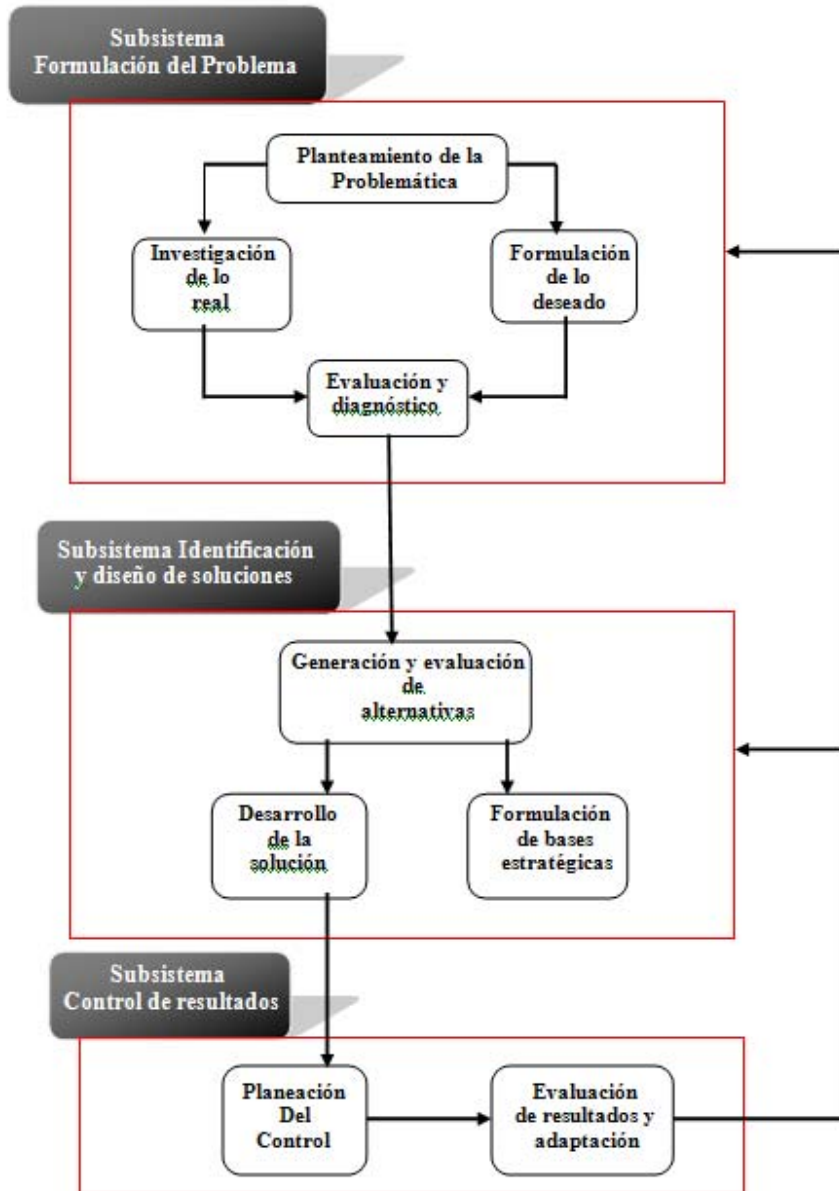 Subsistema
Formulación del Problema
Planteamiento de la
Problemática
Investigación
de lo
real
Formulación
de lo
deseado
Evaluación y
diagnóstico
Subsistema Identificación
y diseño de soluciones
Generación y evaluación
de
alternativas
Desarrollo
de la
solución
Formulación
de bases
estratégicas
Subsistema
Control de resultados
Planeación
Del
Control
Evaluación
de resultados y
adaptación